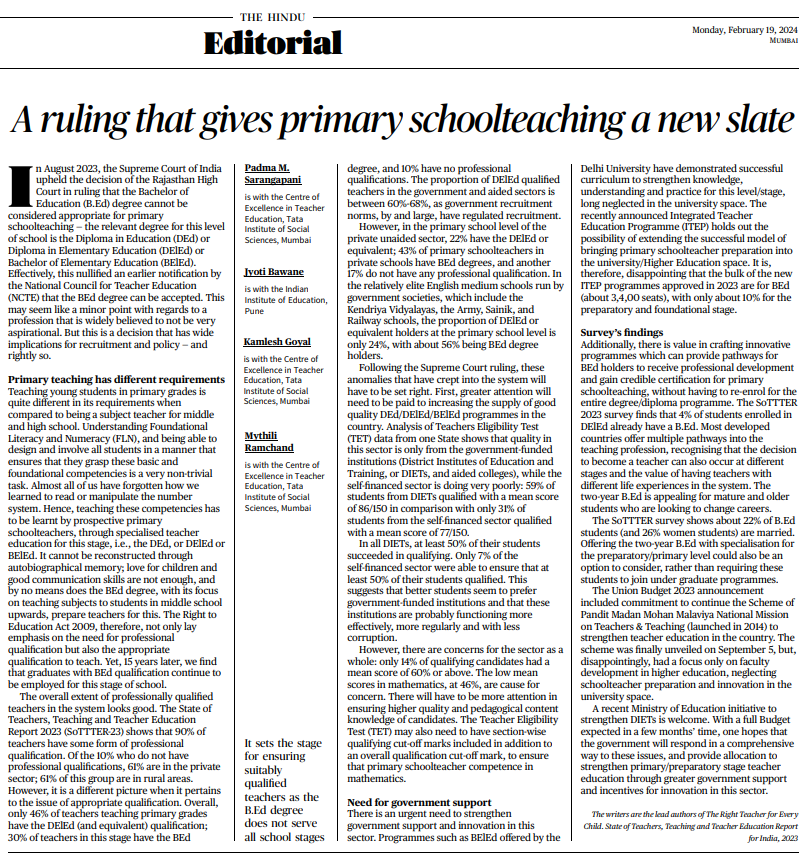 THE HINDU
Editorial
Monday, February 19, 2024
MUMBAI
A ruling that gives primary schoolteaching a new slate
In August 2023, the Supreme Court of India
upheld the decision of the Rajasthan High
Court in ruling that the Bachelor of
Education (B.Ed) degree cannot be
considered appropriate for primary
schoolteaching – the relevant degree for this level
of school is the Diploma in Education (DEd) or
Diploma in Elementary Education (DElEd) or
Bachelor of Elementary Education (BElEd).
Effectively, this nullified an earlier notification by
the National Council for Teacher Education
(NCTE) that the BEd degree can be accepted. This
may seem like a minor point with regards to a
profession that is widely believed to not be very
aspirational. But this is a decision that has wide
implications for recruitment and policy – and
rightly so.
Primary teaching has different requirements
Teaching young students in primary grades is
quite different in its requirements when
compared to being a subject teacher for middle
and high school. Understanding Foundational
Literacy and Numeracy (FLN), and being able to
design and involve all students in a manner that
ensures that they grasp these basic and
foundational competencies is a very non-trivial
task. Almost all of us have forgotten how we
learned to read or manipulate the number
system. Hence, teaching these competencies has
to be learnt by prospective primary
schoolteachers, through specialised teacher
education for this stage, i.e., the DEd, or DElEd or
BElEd. It cannot be reconstructed through
autobiographical memory; love for children and
good communication skills are not enough, and
by no means does the BEd degree, with its focus
on teaching subjects to students in middle school
upwards, prepare teachers for this. The Right to
Education Act 2009, therefore, not only lay
emphasis on the need for professional
qualification but also the appropriate
qualification to teach. Yet, 15 years later, we find
that graduates with BEd qualification continue to
be employed for this stage of school.
The overall extent of professionally qualified
teachers in the system looks good. The State of
Teachers, Teaching and Teacher Education
Report 2023 (SoTTTER-23) shows that 90% of
teachers have some form of professional
qualification. Of the 10% who do not have
professional qualifications, 61% are in the private
sector; 61% of this group are in rural areas.
However, it is a different picture when it pertains
to the issue of appropriate qualification. Overall,
only 46% of teachers teaching primary grades
have the DElEd (and equivalent) qualification;
30% of teachers in this stage have the BEd
Padma M.
Sarangapani
is with the Centre of
Excellence in Teacher
Education, Tata
Institute of Social
Sciences, Mumbai
Jyoti Bawane
is with the Indian
Institute of Education,
Pune
Kamlesh Goyal
is with the Centre of
Excellence in Teacher
Education, Tata
Institute of Social
Sciences, Mumbai
Mythili
Ramchand
is with the Centre of
Excellence in Teacher
Education, Tata
Institute of Social
Sciences, Mumbai
It sets the stage
for ensuring
suitably
qualified
teachers as the
B.Ed degree
does not serve
all school stages
degree, and 10% have no professional
qualifications. The proportion of DElEd qualified
teachers in the government and aided sectors is
between 60%-68%, as government recruitment
norms, by and large, have regulated recruitment.
However, in the primary school level of the
private unaided sector, 22% have the DElEd or
equivalent; 43% of primary schoolteachers in
private schools have BEd degrees, and another
17% do not have any professional qualification. In
the relatively elite English medium schools run by
government societies, which include the
Kendriya Vidyalayas, the Army, Sainik, and
Railway schools, the proportion of DElEd or
equivalent holders at the primary school level is
only 24%, with about 56% being BEd degree
holders.
Following the Supreme Court ruling, these
anomalies that have crept into the system will
have to be set right. First, greater attention will
need to be paid to increasing the supply of good
quality DEd/DElEd/BElEd programmes in the
country. Analysis of Teachers Eligibility Test
(TET) data from one State shows that quality in
this sector is only from the government-funded
institutions (District Institutes of Education and
Training, or DIETs, and aided colleges), while the
self-financed sector is doing very poorly: 59% of
students from DIETs qualified with a mean score
of 86/150 in comparison with only 31% of
students from the self-financed sector qualified
with a mean score of 77/150.
In all DIETs, at least 50% of their students
succeeded in qualifying. Only 7% of the
self-financed sector were able to ensure that at
least 50% of their students qualified. This
suggests that better students seem to prefer
government-funded institutions and that these
institutions are probably functioning more
effectively, more regularly and with less
corruption.
However, there are concerns for the sector as a
whole: only 14% of qualifying candidates had a
mean score of 60% or above. The low mean
scores in mathematics, at 46%, are cause for
concern. There will have to be more attention in
ensuring higher quality and pedagogical content
knowledge of candidates. The Teacher Eligibility
Test (TET) may also need to have section-wise
qualifying cut-off marks included in addition to
an overall qualification cut-off mark, to ensure
that primary schoolteacher competence in
mathematics.
Need for government support
There is an urgent need to strengthen
government support and innovation in this
sector. Programmes such as BElEd offered by the
Delhi University have demonstrated successful
curriculum to strengthen knowledge,
understanding and practice for this level/stage,
long neglected in the university space. The
recently announced Integrated Teacher
Education Programme (ITEP) holds out the
possibility of extending the successful model of
bringing primary schoolteacher preparation into
the university/Higher Education space. It is,
therefore, disappointing that the bulk of the new
ITEP programmes approved in 2023 are for BEd
(about 3,4,00 seats), with only about 10% for the
preparatory and foundational stage.
Survey's findings
Additionally, there is value in crafting innovative
programmes which can provide pathways for
BEd holders to receive professional development
and gain credible certification for primary
schoolteaching, without having to re-enrol for the
entire degree/diploma programme. The SoTTTER
2023 survey finds that 4% of students enrolled in
DElEd already have a B.Ed. Most developed
countries offer multiple pathways into the
teaching profession, recognising that the decision
to become a teacher can also occur at different
stages and the value of having teachers with
different life experiences in the system. The
two-year B.Ed is appealing for mature and older
students who are looking to change careers.
The SoTTTER survey shows about 22% of B.Ed
students (and 26% women students) are married.
Offering the two-year B.Ed with specialisation for
the preparatory/primary level could also be an
option to consider, rather than requiring these
students to join under graduate programmes.
The Union Budget 2023 announcement
included commitment to continue the Scheme of
Pandit Madan Mohan Malaviya National Mission
on Teachers & Teaching (launched in 2014) to
strengthen teacher education in the country. The
scheme was finally unveiled on September 5, but,
disappointingly, had a focus only on faculty
development in higher education, neglecting
schoolteacher preparation and innovation in the
university space.
A recent Ministry of Education initiative to
strengthen DIETs is welcome. With a full Budget
expected in a few months' time, one hopes that
the government will respond in a comprehensive
way to these issues, and provide allocation to
strengthen primary/preparatory stage teacher
education through greater government support
and incentives for innovation in this sector.
The writers are the lead authors of The Right Teacher for Every
Child. State of Teachers, Teaching and Teacher Education Report
for India, 2023